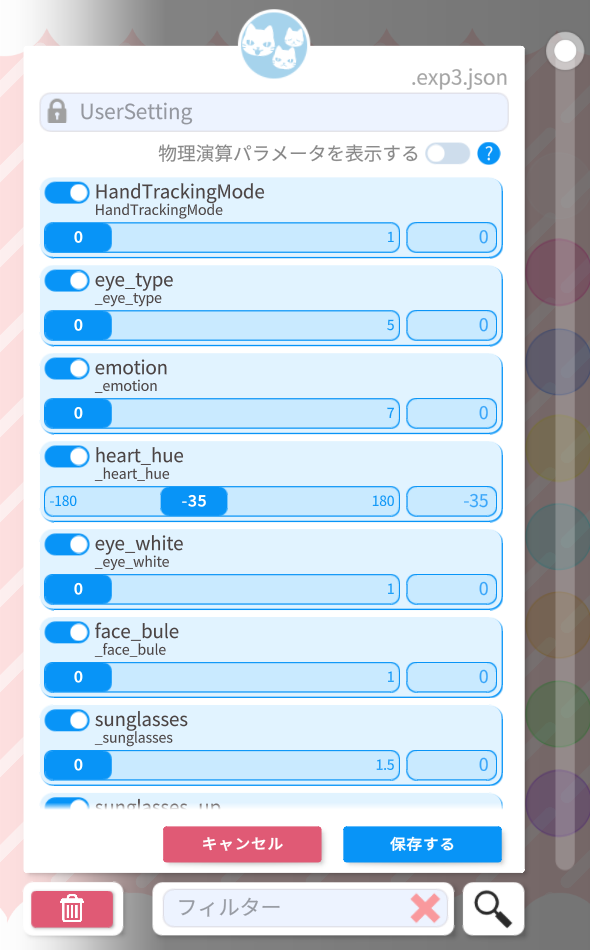 .exp3.json
UserSetting
物理演算パラメータを表示する ?
HandTrackingMode
HandTrackingMode
0 1 0
eye_type
_eye_type
0 5 0
emotion
_emotion
0 7 0
heart_hue
_heart_hue
-180 -35 180 -35
eye_white
_eye_white
0 1 0
face_bule
_face_bule
0 1 0
sunglasses
_sunglasses
0 1.5 0
sunglasses_up
キャンセル 保存する
フィルター